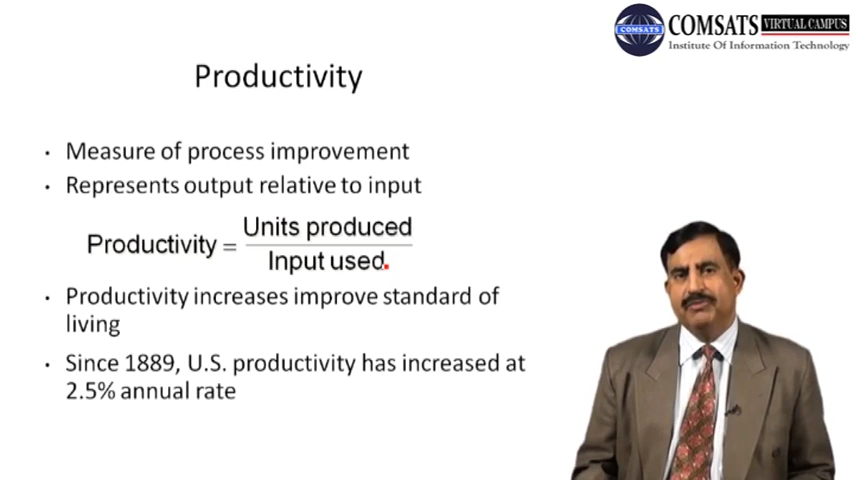 COMSATS VIRTUAL CAMPUS
COMSATS
Institute Of Information Technology
Productivity
• Measure of process improvement
• Represents output relative to input
Productivity = Units produced
Input used.
• Productivity increases improve standard of
living
• Since 1889, U.S. productivity has increased at
2.5% annual rate